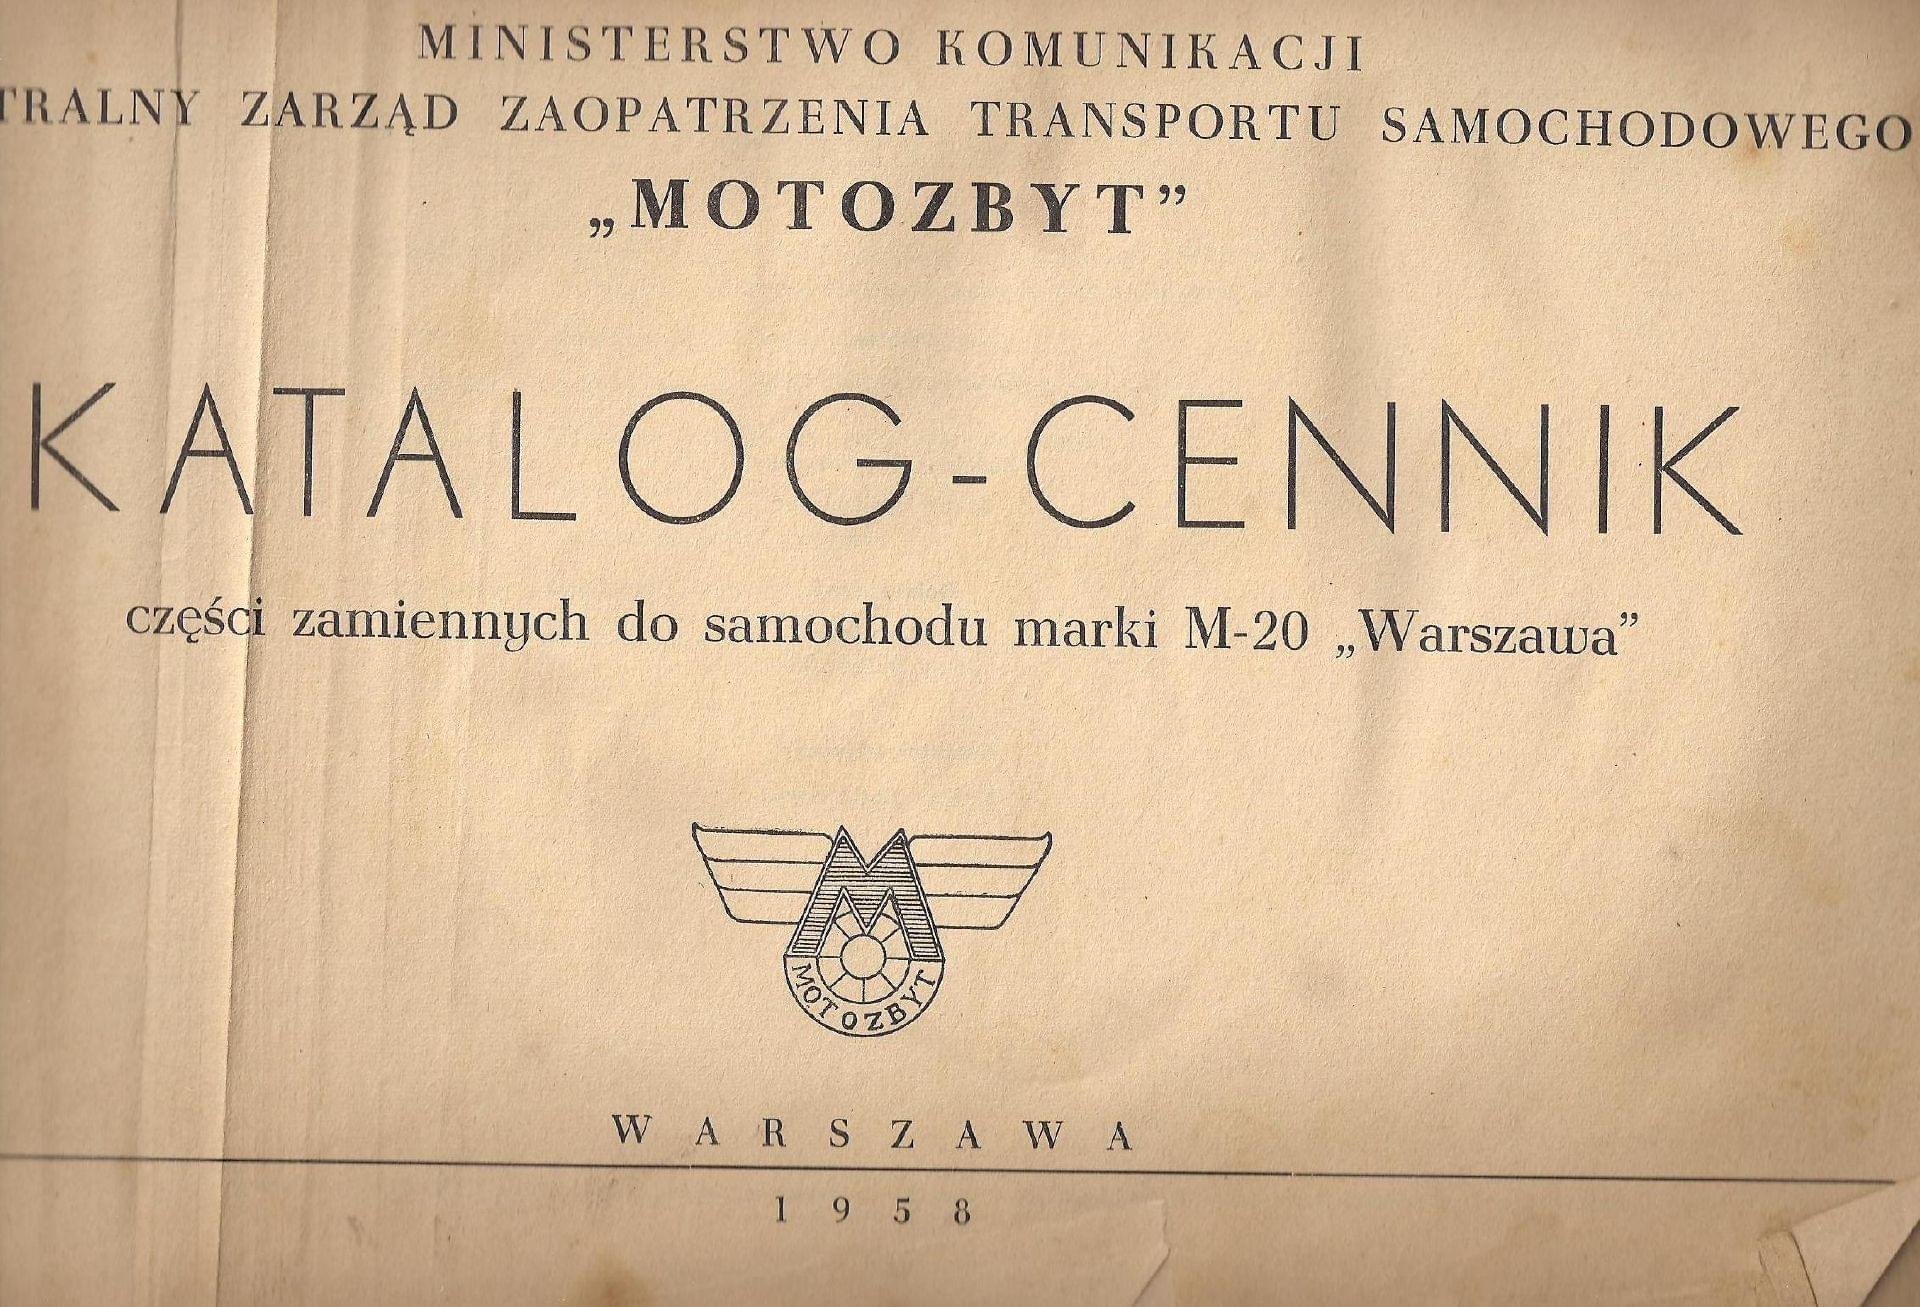 MINISTERSTWO KOMUNIKACJI
TRALNY ZARZĄD ZAOPATRZENIA TRANSPORTU SAMOCHODOWEGO
„MOTOZBYT”
KATALOG-CENNIK
części zamiennych do samochodu marki M-20 „Warszawa”
MOTOZBYT
WARSZAWA
1958